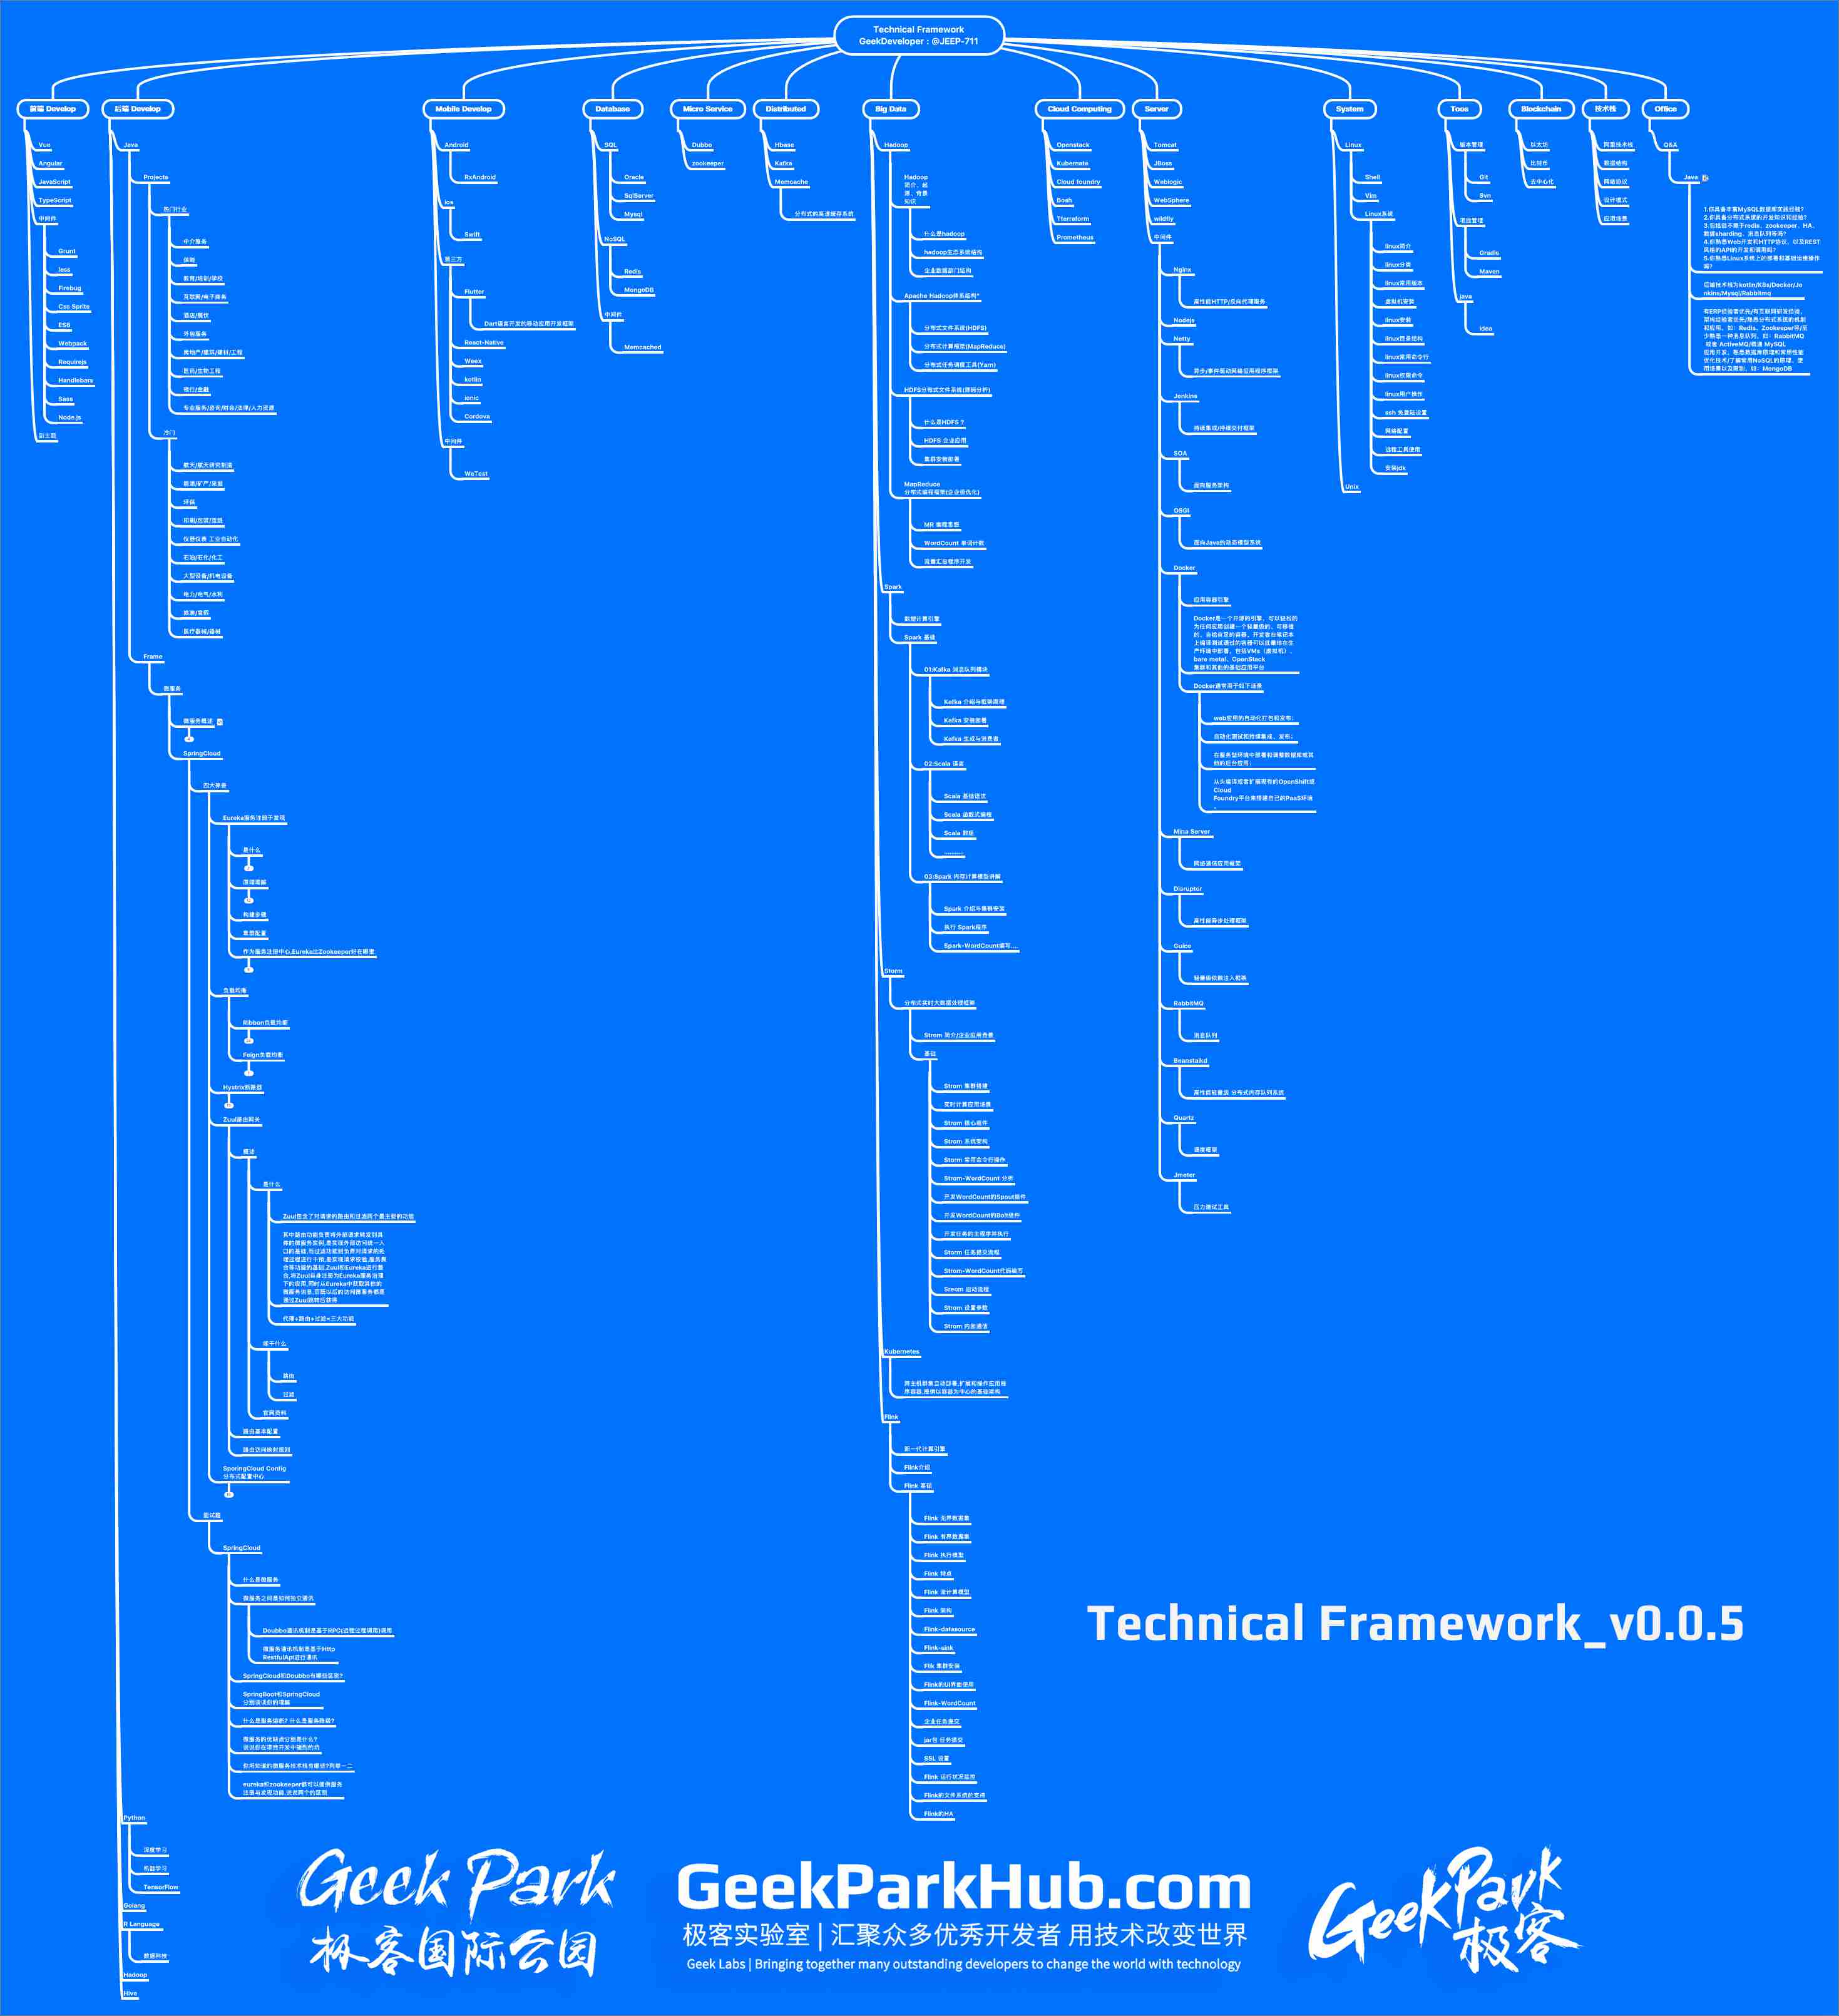 Technical Framework
GeekDeveloper : @JEEP-711
前端 Develop
Vue
Angular
JavaScript
TypeScript
中间件
Grunt
less
Firebug
Css Sprite
ES6
Webpack
Requirejs
Handlebars
Sass
Node.js
副主题
后端 Develop
Java
Projects
热门行业
中介服务
保险
教育/培训/学校
互联网/电子商务
酒店/餐饮
外包服务
房地产/建筑/建材/工程
医药/生物工程
银行/金融
专业服务/咨询/财会/法律/人力资源
冷门
航天/航天研究制造
能源/矿产/采掘
环保
印刷/包装/造纸
仪器仪表 工业自动化
石油/石化/化工
大型设备/机电设备
电力/电气/水利
旅游/度假
医疗器械/器械
Frame
微服务
微服务概述
SpringCloud
四大神兽
Eureka服务注册于发现
是什么
原理理解
构建步骤
集群配置
作为服务注册中心,Eureka比Zookeeper好在哪里
负载均衡
Ribbon负载均衡
Feign负载均衡
Hystrix断路器
Zuul路由网关
概述
是什么
Zuul包含了对请求的路由和过滤两个最主要的功能
其中路由功能负责将外部请求转发到具
体的微服务实例,是实现外部访问统一入
口的基础,而过滤功能则负责对请求的处
理过程进行干预,是实现请求校验,服务聚
合等功能的基础,Zuul和Eureka进行整
合,将Zuul自身注册为Eureka服务治理
下的应用,同时从Eureka中获取其他的
微服务消息,页既以后的访问微服务都是
通过Zuul跳转后获得
代理+路由+过滤=三大功能
能干什么
路由
过滤
官网资料
路由基本配置
路由访问映射规则
SporingCloud Config
分布式配置中心
面试题
SpringCloud
什么是微服务
微服务之间是如何独立通讯
Doubbo通讯机制是基于RPC(远程过程调用)调用
微服务通讯机制是基于Http
RestfulApi进行通讯
SpringCloud和Doubbo有哪些区别?
SpringBoot和SpringCloud
分别谈谈你的理解
什么是服务熔断? 什么是服务降级?
微服务的优缺点分别是什么?
说说你在项目开发中碰到的坑
你所知道的微服务技术栈有哪些?列举一二
eureka和zookeeper都可以提供服务
注册与发现功能,说说两个的区别
Python
深度学习
机器学习
TensorFlow
Golang
R Language
数据科技
Hadoop
Hive
Mobile Develop
Android
RxAndroid
ios
Swift
第三方
Flutter
Dart语言开发的移动应用开发框架
React-Native
Weex
kotlin
ionic
Cordova
中间件
WeTest
Database
SQL
Oracle
SqlServer
Mysql
NoSQL
Redis
MongoDB
中间件
Memcached
Micro Service
Dubbo
zookeeper
Distributed
Hbase
Kafka
Memcache
分布式的高速缓存系统
Big Data
Hadoop
Hadoop
简介、起
源、背景
知识
什么是hadoop
hadoop生态系统结构
企业数据部门结构
Apache Hadoop体系结构*
分布式文件系统(HDFS)
分布式计算框架(MapReduce)
分布式任务调度工具(Yarn)
HDFS分布式文件系统(源码分析)
什么是HDFS ?
HDFS 企业应用
集群安装部署
MapReduce
分布式编程框架(企业级优化)
MR 编程思想
WordCount 单词计数
流量汇总程序开发
Spark
数据计算引擎
Spark 基础
01:Kafka 消息队列模块
Kafka 介绍与框架原理
Kafka 安装部署
Kafka 生成与消费者
02:Scala 语言
Scala 基础语法
Scala 函数式编程
Scala 数组
...........
03:Spark 内存计算模型讲解
Spark 介绍与集群安装
执行 Spark程序
Spark-WordCount编写....
Storm
分布式实时大数据处理框架
Strom 简介/企业应用背景
基础
Strom 集群搭建
实时计算应用场景
Strom 核心组件
Strom 系统架构
Storm 常用命令行操作
Strom-WordCount 分析
开发WordCount的Spout组件
开发WordCount的Bolt组件
开发任务的主程序并执行
Storm 任务提交流程
Strom-WordCount代码编写
Sreom 启动流程
Strom 设置参数
Strom 内部通信
Kubernetes
跨主机群集自动部署,扩展和操作应用程
序容器,提供以容器为中心的基础架构
Flink
新一代计算引擎
Flink介绍
Flink 基础
Flink 无界数据集
Flink 有界数据集
Flink 执行模型
Flink 特点
Flink 流计算模型
Flink 架构
Flink-datasource
Flink-sink
Flik 集群安装
Flink的UI界面使用
Flink-WordCount
企业任务提交
jar包 任务提交
SSL 设置
Flink 运行状况监控
Flink的文件系统的支持
Flink的HA
Cloud Computing
Openstack
Kubernate
Cloud foundry
Bosh
Tterraform
Prometheus
Server
Tomcat
JBoss
Weblogic
WebSphere
wildfly
中间件
Nginx
高性能HTTP/反向代理服务
Nodejs
Netty
异步/事件驱动网络应用程序框架
Jenkins
持续集成/持续交付框架
SOA
面向服务架构
OSGI
面向Java的动态模型系统
Docker
应用容器引擎
Docker是一个开源的引擎，可以轻松的
为任何应用创建一个轻量级的、可移植
的、自给自足的容器。开发者在笔记本
上编译测试通过的容器可以批量地在生
产环境中部署，包括VMs（虚拟机）、
bare metal、OpenStack
集群和其他的基础应用平台
Docker通常用于如下场景
web应用的自动化打包和发布；
自动化测试和持续集成、发布；
在服务型环境中部署和调整数据库或其
他的后台应用；
从头编译或者扩展现有的OpenShift或
Cloud
Foundry平台来搭建自己的PaaS环境
。
Mina Server
网络通信应用框架
Disruptor
高性能异步处理框架
Guice
轻量级依赖注入框架
RabbitMQ
消息队列
Beanstalkd
高性能轻量级 分布式内存队列系统
Quartz
调度框架
Jmeter
压力测试工具
System
Linux
Shell
Vim
Linux系统
linux简介
linux分类
linux常用版本
虚拟机安装
linux安装
linux目录结构
linux常用命令行
linux权限命令
linux用户操作
ssh 免登陆设置
网络配置
远程工具使用
安装jdk
Unix
Toos
版本管理
Git
Svn
项目管理
Gradle
Maven
java
idea
Blockchain
以太坊
比特币
去中心化
技术栈
阿里技术栈
数据结构
网络协议
设计模式
应用场景
Office
Q&A
Java
1.你具备丰富MySQL数据库实践经验?
2.你具备分布式系统的开发知识和经验?
3.包括但不限于redis、zookeeper、HA、
数据sharding、消息队列等吗?
4.你熟悉Web开发和HTTP协议，以及REST
风格的API的开发和调用吗?
5.你熟悉Linux系统上的部署和基础运维操作
吗?
后端技术栈为kotlin/K8s/Docker/Je
nkins/Mysql/Rabbitmq
有ERP经验者优先/有互联网研发经验，
架构经验者优先/熟悉分布式系统的机制
和应用，如：Redis、Zookeeper等/至
少熟悉一种消息队列，如：RabbitMQ
或者 ActiveMQ/精通 MySQL
应用开发，熟悉数据库原理和常用性能
优化技术/了解常用NoSQL的原理、使
用场景以及限制，如：MongoDB
Technical Framework_v0.0.5
Geek Park
极客国际公园
GeekParkHub.com
极客实验室 | 汇聚众多优秀开发者 用技术改变世界
Geek Labs | Bringing together many outstanding developers to change the world with technology
GeekPark
极客